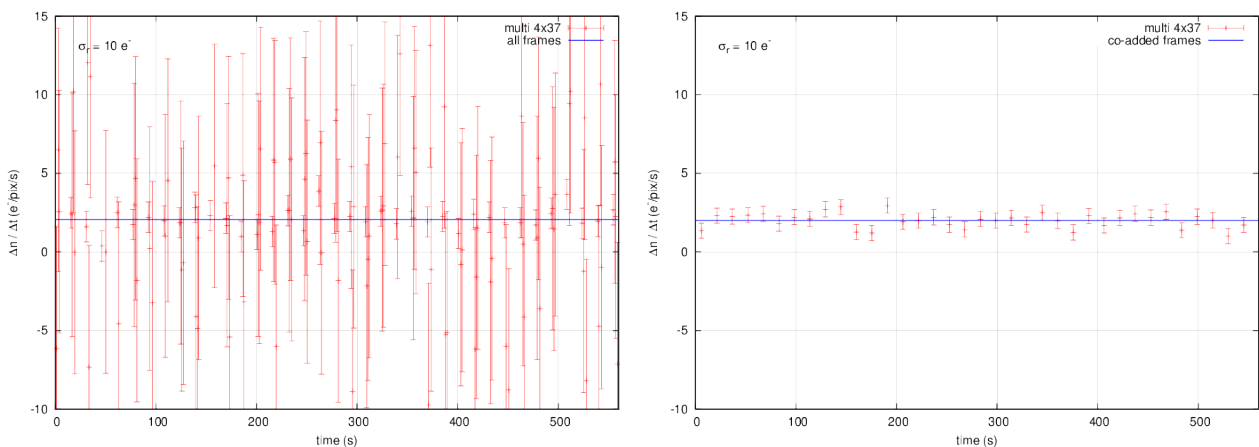 Δn / Δt (e⁻/pix/s)
15
10
5
0
-5
-10
σr = 10 e⁻
multi 4x37
all frames
0 100 200 300 400 500
time (s)
Δn / Δt (e⁻/pix/s)
15
10
5
0
-5
-10
σr = 10 e⁻
multi 4x37
co-added frames
0 100 200 300 400 500
time (s)